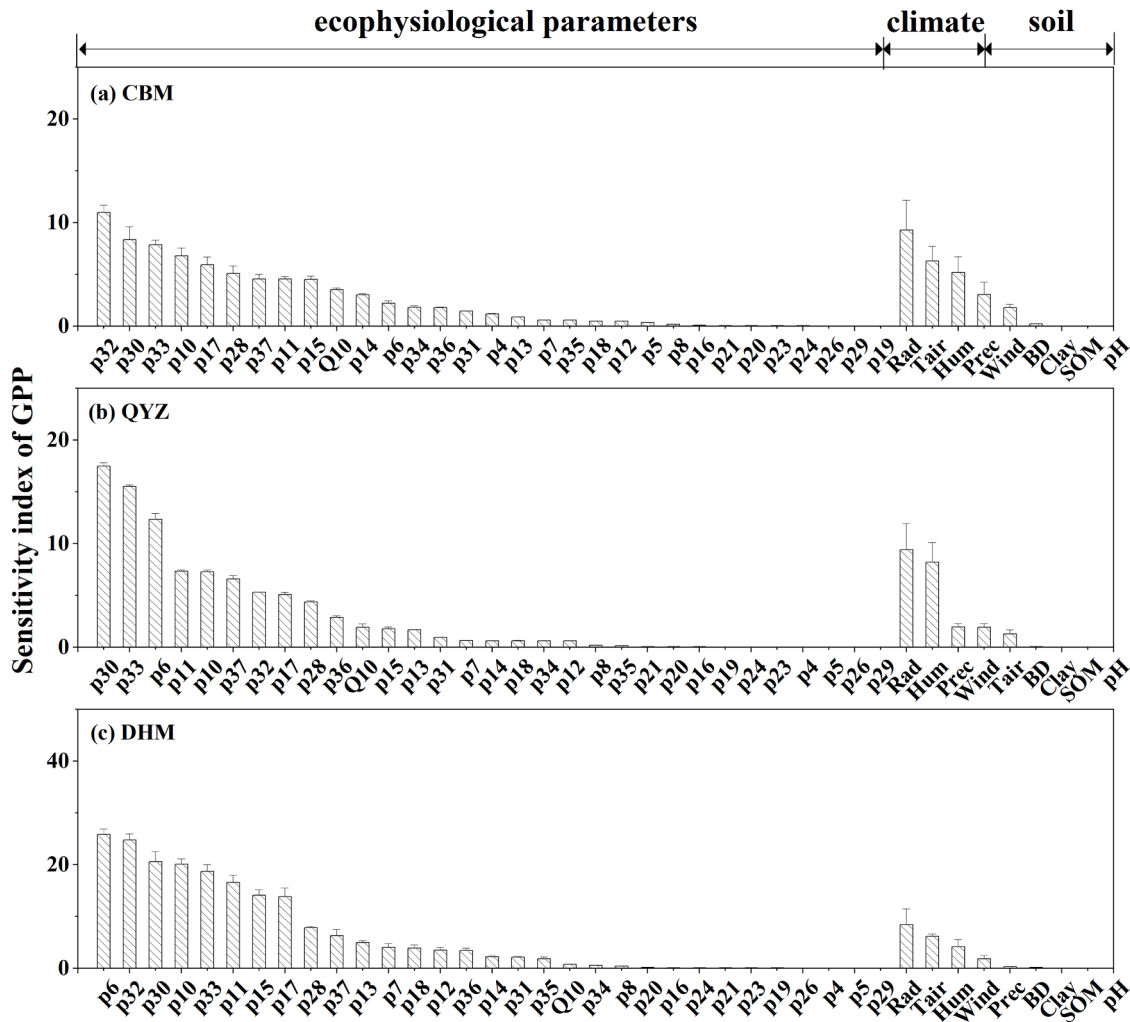 ecophysiological parameters climate soil
(a) CBM
20
10
0
p32 p30 p33 p10 p17 p28 p37 p11 p15 Q10 p14 p6 p34 p36 p31 p4 p13 p7 p35 p18 p12 p5 p8 p16 p21 p20 p23 p24 p26 p29 p19 Rad Tair Hum Prec Wind BD Clay SOM pH
Sensitivity index of GPP
(b) QYZ
20
10
0
p30 p33 p6 p11 p10 p37 p32 p17 p28 p36 Q10 p15 p13 p31 p7 p14 p18 p34 p12 p8 p35 p21 p20 p16 p19 p24 p23 p4 p5 p26 p29 Rad Hum Prec Wind Tair BD Clay SOM pH
(c) DHM
40
20
0
p6 p32 p30 p10 p33 p11 p15 p17 p28 p37 p13 p7 p18 p12 p36 p14 p31 p35 Q10 p34 p8 p20 p16 p24 p21 p23 p19 p26 p4 p5 p29 Rad Tair Hum Wind Prec BD Clay SOM pH